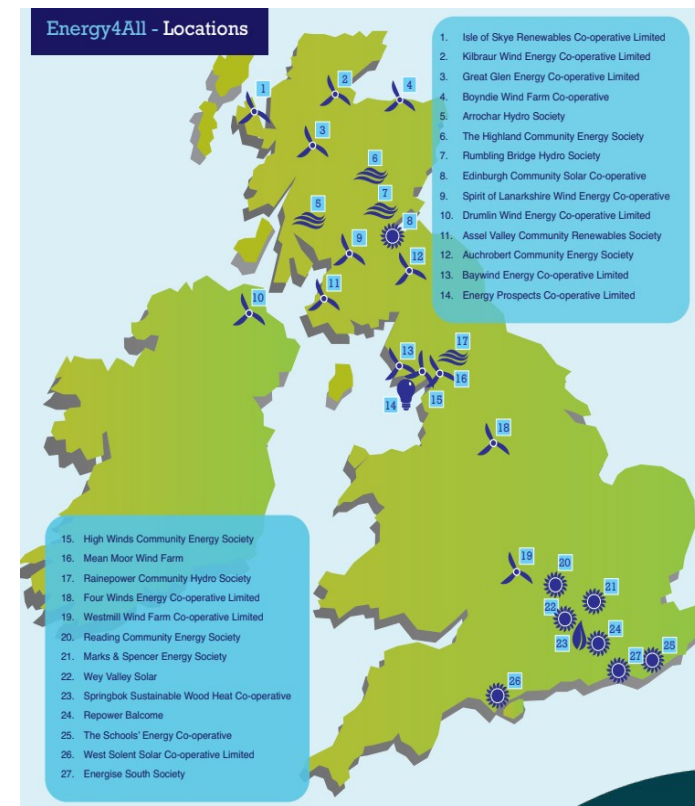 Energy4All - Locations
1. Isle of Skye Renewables Co-operative Limited
2. Kilbraur Wind Energy Co-operative Limited
3. Great Glen Energy Co-operative Limited
4. Boyndie Wind Farm Co-operative
5. Arrochar Hydro Society
6. The Highland Community Energy Society
7. Rumbling Bridge Hydro Society
8. Edinburgh Community Solar Co-operative
9. Spirit of Lanarkshire Wind Energy Co-operative
10. Drumlin Wind Energy Co-operative Limited
11. Assel Valley Community Renewables Society
12. Auchrobert Community Energy Society
13. Baywind Energy Co-operative Limited
14. Energy Prospects Co-operative Limited
1
2
4
3
6
7
5
8
9
12
11
10
17
13
16
14
15
18
19
20
21
22
23
24
25
27
26
15. High Winds Community Energy Society
16. Mean Moor Wind Farm
17. Rainepower Community Hydro Society
18. Four Winds Energy Co-operative Limited
19. Westmill Wind Farm Co-operative Limited
20. Reading Community Energy Society
21. Marks & Spencer Energy Society
22. Wey Valley Solar
23. Springbok Sustainable Wood Heat Co-operative
24. Repower Balcome
25. The Schools' Energy Co-operative
26. West Solent Solar Co-operative Limited
27. Energise South Society